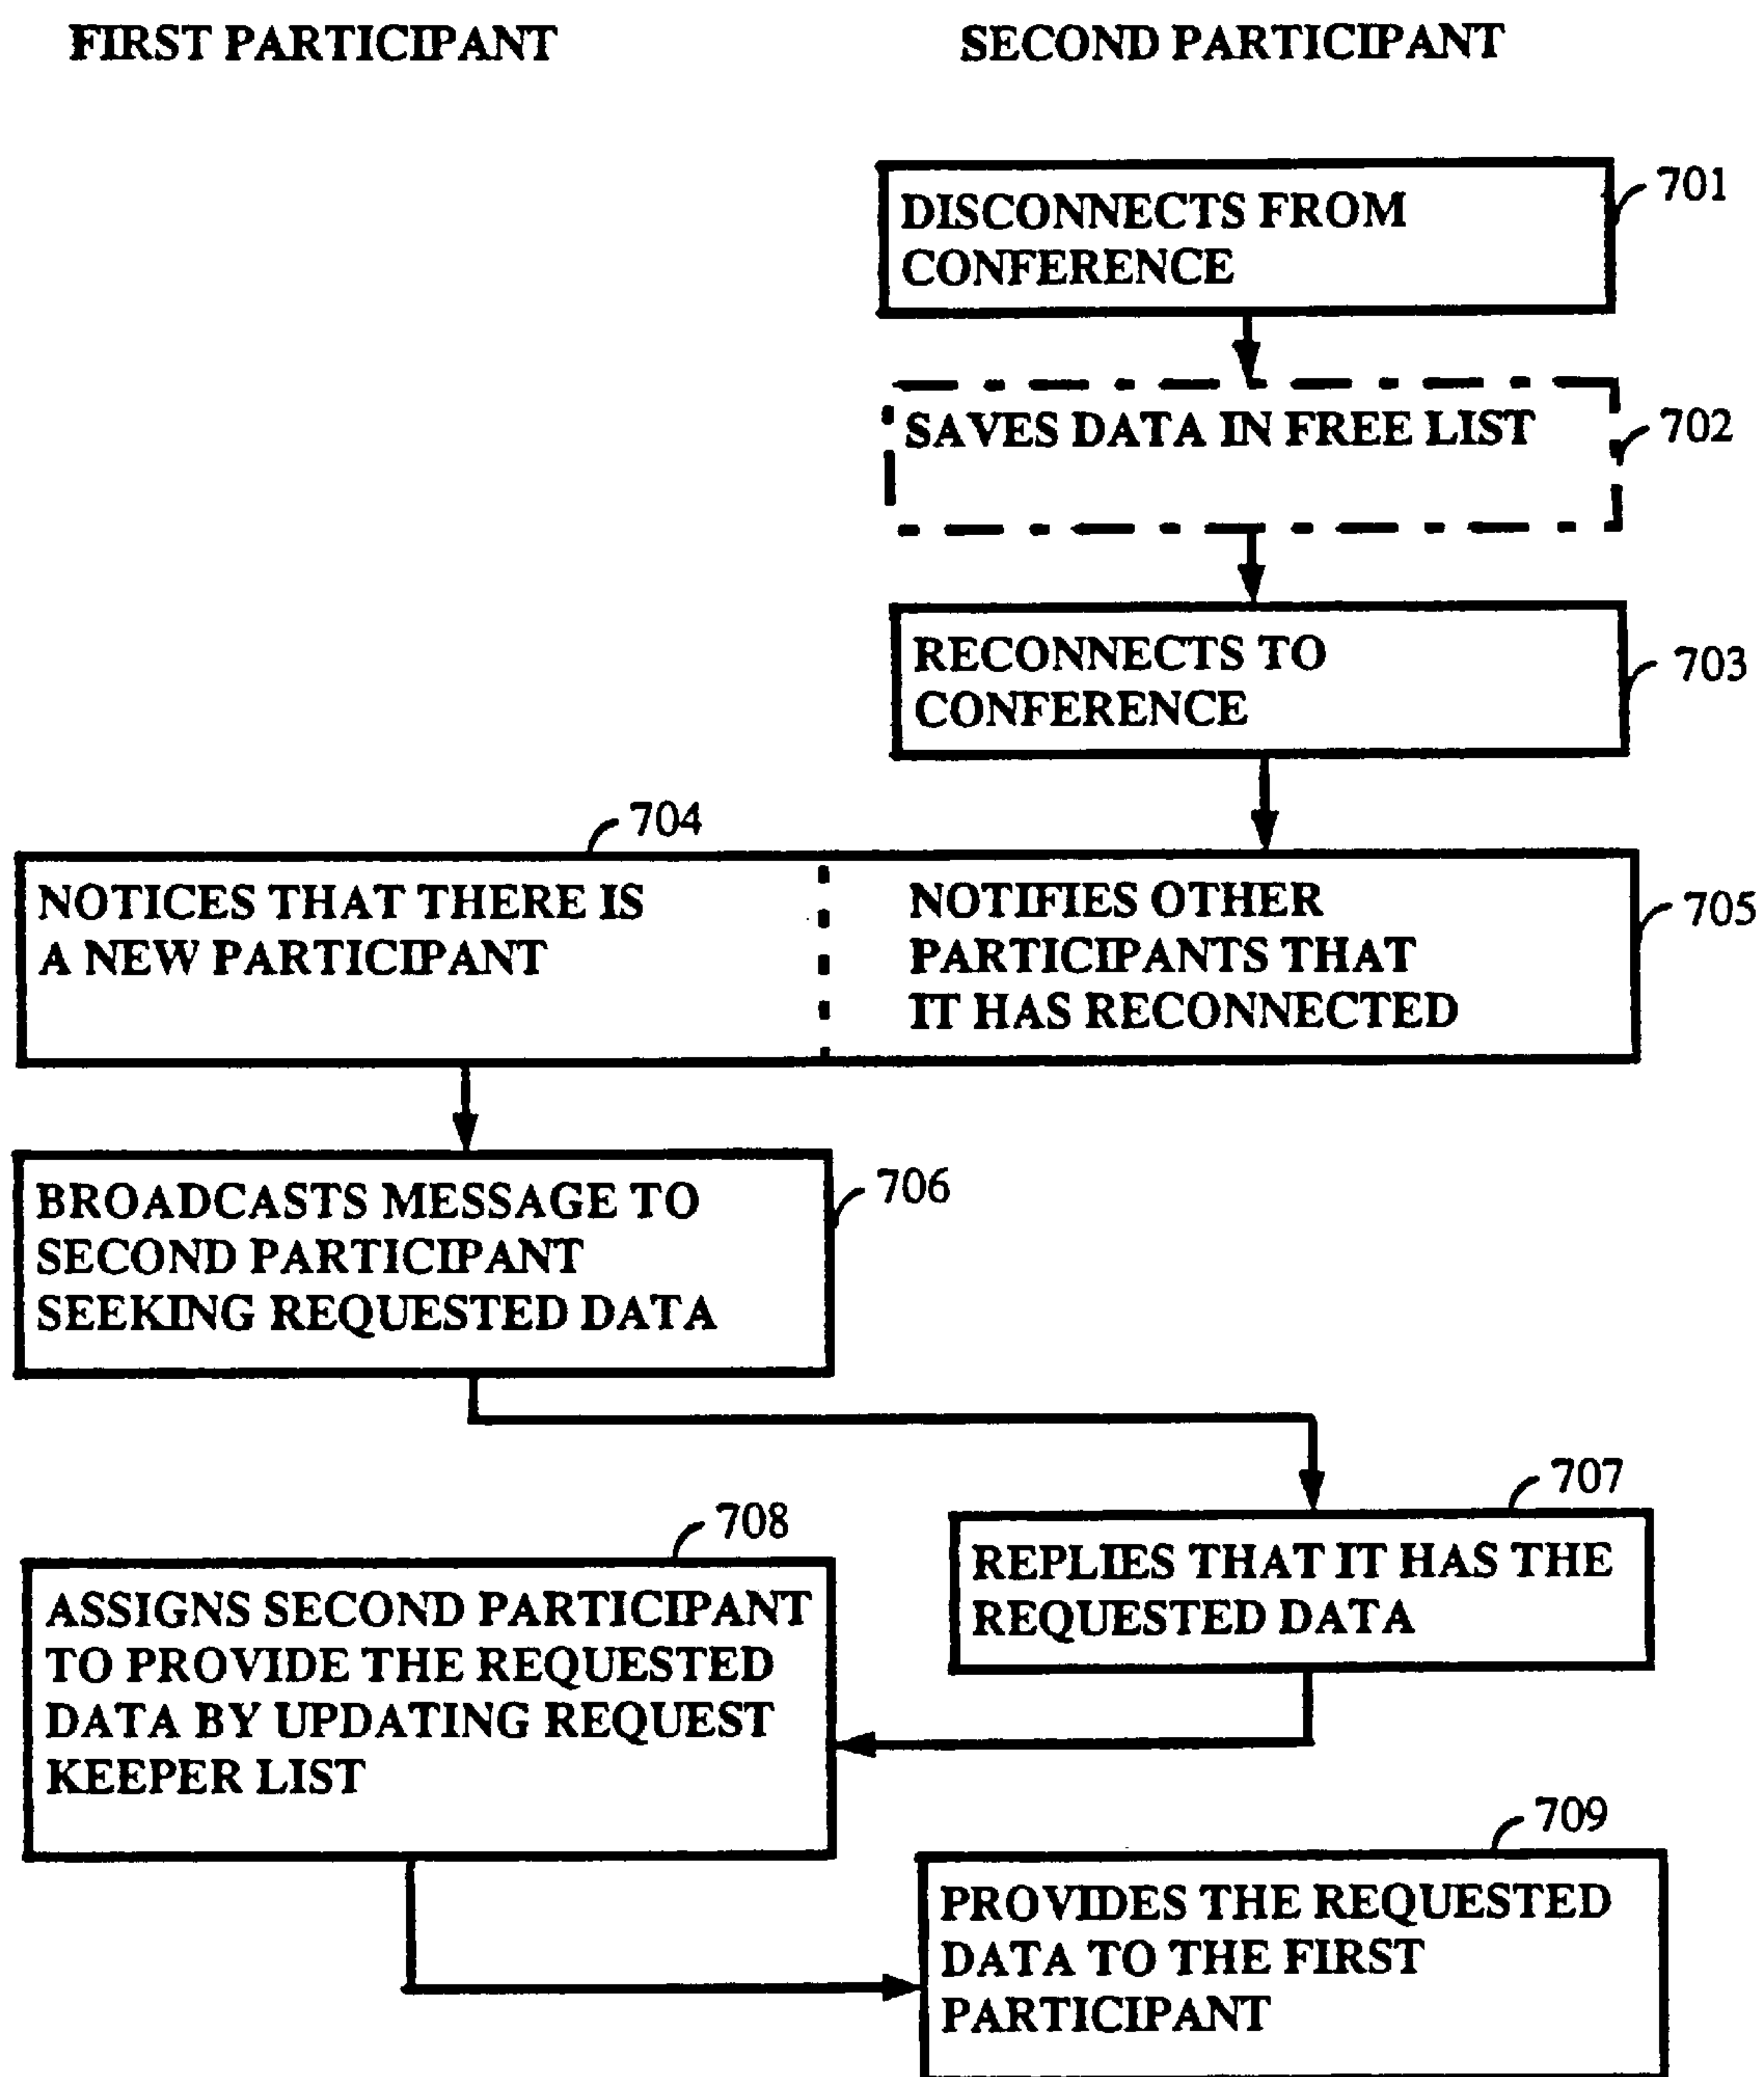 FIRST PARTICIPANT
SECOND PARTICIPANT
701
DISCONNECTS FROM
CONFERENCE
SAVES DATA IN FREE LIST
702
RECONNECTS TO
CONFERENCE
703
704
NOTICES THAT THERE IS
A NEW PARTICIPANT
NOTIFIES OTHER
PARTICIPANTS THAT
IT HAS RECONNECTED
705
BROADCASTS MESSAGE TO
SECOND PARTICIPANT
SEEKING REQUESTED DATA
706
707
REPLIES THAT IT HAS THE
REQUESTED DATA
708
ASSIGNS SECOND PARTICIPANT
TO PROVIDE THE REQUESTED
DATA BY UPDATING REQUEST
KEEPER LIST
709
PROVIDES THE REQUESTED
DATA TO THE FIRST
PARTICIPANT